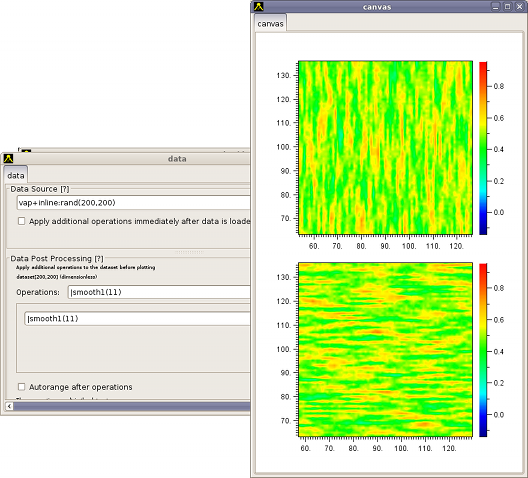 canvas
canvas
130.
120.
110.
100.
90.
80.
70.
0.8
0.6
0.4
0.2
0.0
60. 70. 80. 90. 100. 110. 120.
130.
120.
110.
100.
90.
80.
70.
0.8
0.6
0.4
0.2
0.0
60. 70. 80. 90. 100. 110. 120.
data
data
Data Source [?]
vap+inline:rand(200,200)
Apply additional operations immediately after data is loade
Data Post Processing [?]
Apply additional operations to the dataset before plotting
dataset[200,200] (dimensionless)
Operations: |smooth1(11)
|smooth1(11)
Autorange after operations